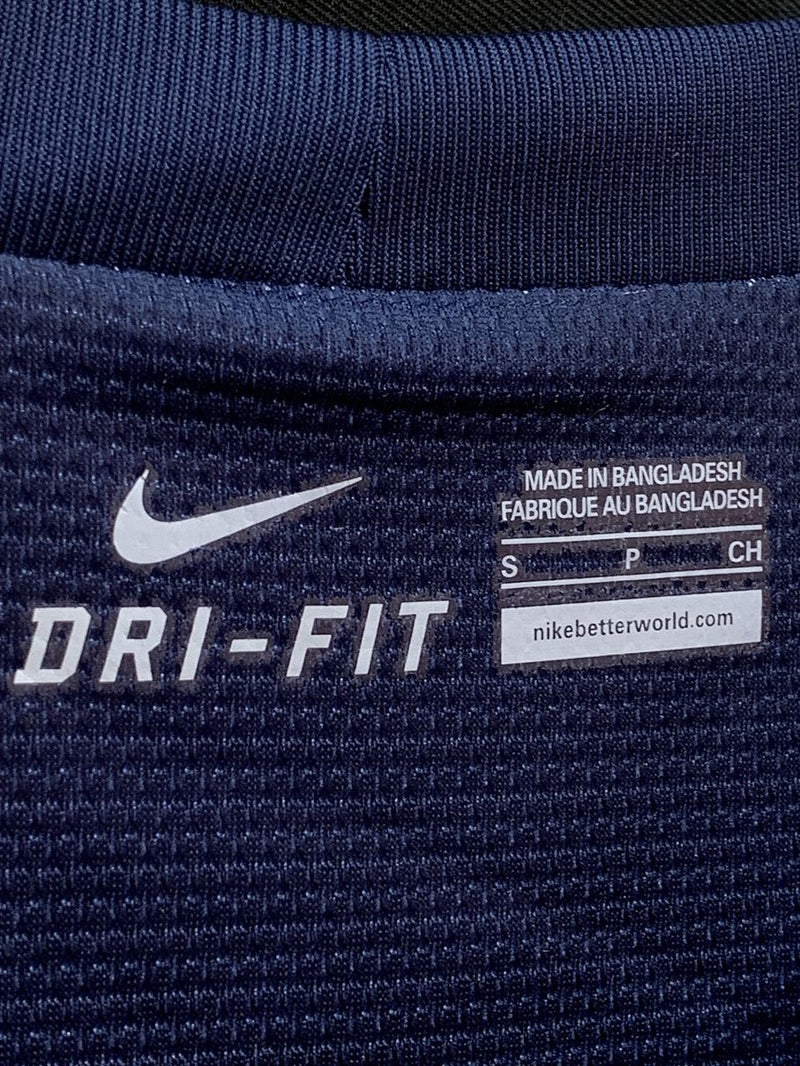 DRI-FIT
MADE IN BANGLADESH
FABRIQUE AU BANGLADESH
S P CH
nikebetterworld.com